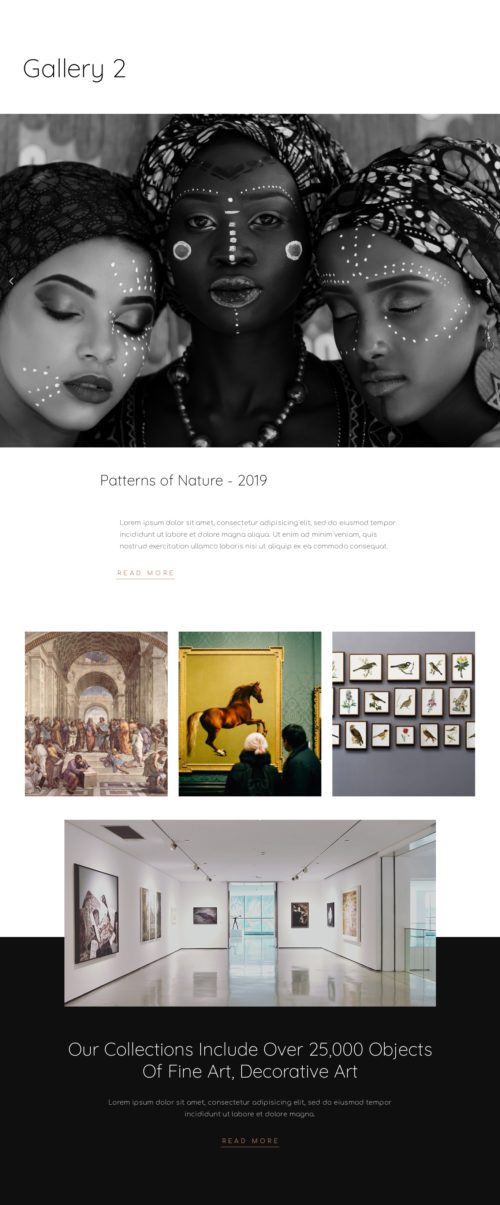 Gallery 2
Patterns of Nature - 2019
Lorem ipsum dolor sit amet, consectetur adipisicing elit, sed do eiusmod tempor
incididunt ut labore et dolore magna aliqua. Ut enim ad minim veniam, quis
nostrud exercitation ullamco laboris nisi ut aliquip ex ea commodo consequat.
READ MORE
Our Collections Include Over 25,000 Objects
Of Fine Art, Decorative Art
Lorem ipsum dolor sit amet, consectetur adipisicing elit, sed do eiusmod tempor
incididunt ut labore et dolore magna.
READ MORE